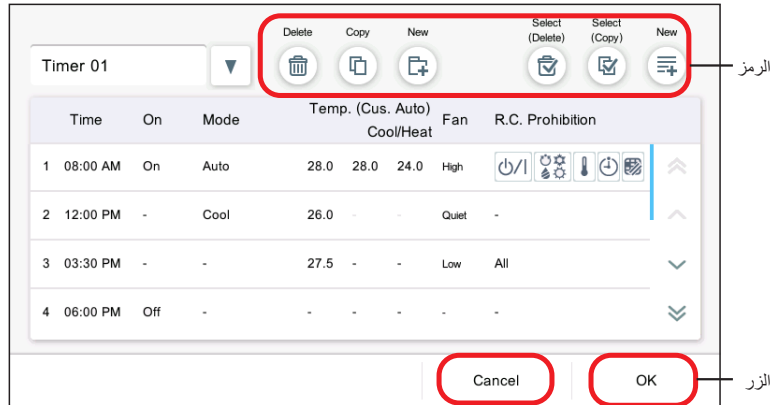 Delete Copy New Select (Delete) Select (Copy) New
Timer 01
الرمز
Time On Mode Temp. (Cus. Auto) Cool/Heat Fan R.C. Prohibition
1 08:00 AM On Auto 28.0 28.0 24.0 High
2 12:00 PM - Cool 26.0 - - Quiet -
3 03:30 PM - - 27.5 - - Low All
4 06:00 PM Off - - - - - -
Cancel OK
الزر